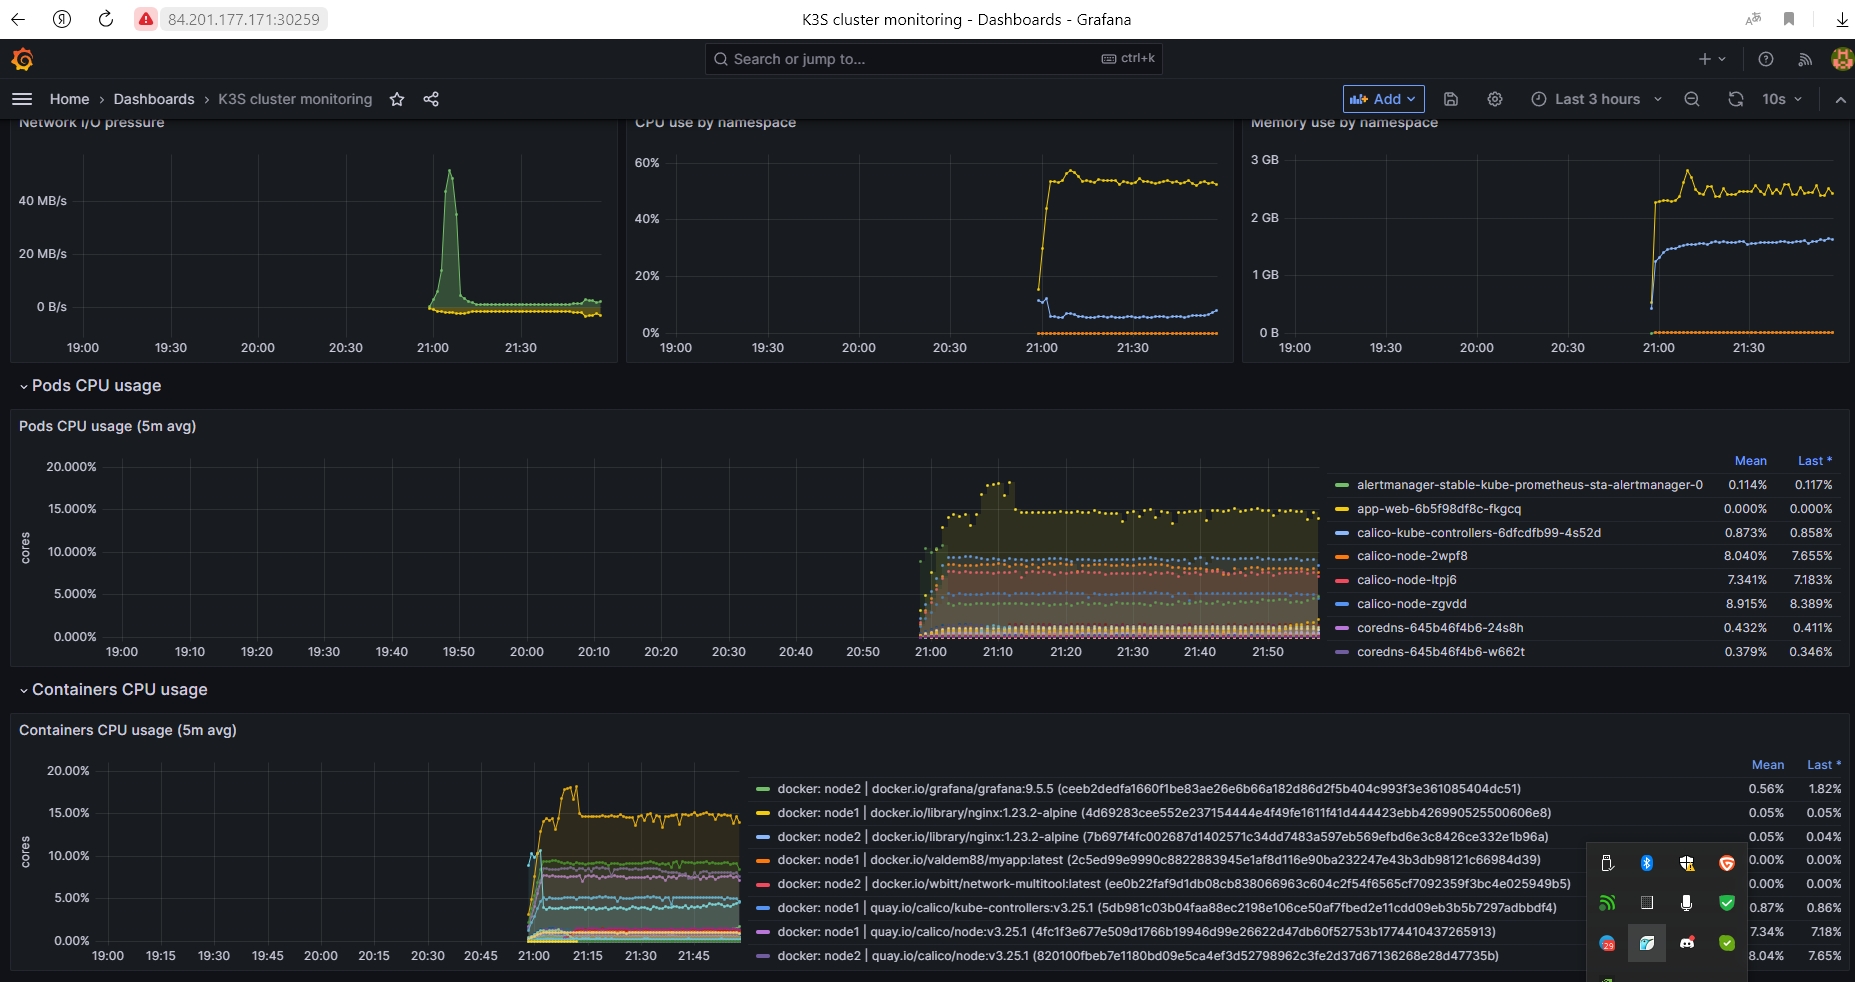 84.201.177.171:30259
K3S cluster monitoring - Dashboards - Grafana
Search or jump to...
ctrl+k
Home › Dashboards › K3S cluster monitoring
Add
Last 3 hours
10s
Network I/O pressure
40 MB/s
20 MB/s
0 B/s
19:00 19:30 20:00 20:30 21:00 21:30
CPU use by namespace
60%
40%
20%
0%
19:00 19:30 20:00 20:30 21:00 21:30
Memory use by namespace
3 GB
2 GB
1 GB
0 B
19:00 19:30 20:00 20:30 21:00 21:30
Pods CPU usage
Pods CPU usage (5m avg)
cores
20.000%
15.000%
10.000%
5.000%
0.000%
19:00 19:10 19:20 19:30 19:40 19:50 20:00 20:10 20:20 20:30 20:40 20:50 21:00 21:10 21:20 21:30 21:40 21:50
Mean Last *
alertmanager-stable-kube-prometheus-sta-alertmanager-0 0.114% 0.117%
app-web-6b5f98df8c-fkgcq 0.000% 0.000%
calico-kube-controllers-6dfcdfb99-4s52d 0.873% 0.858%
calico-node-2wpf8 8.040% 7.655%
calico-node-ltpj6 7.341% 7.183%
calico-node-zgvdd 8.915% 8.389%
coredns-645b46f4b6-24s8h 0.432% 0.411%
coredns-645b46f4b6-w662t 0.379% 0.346%
Containers CPU usage
Containers CPU usage (5m avg)
cores
20.00%
15.00%
10.00%
5.00%
0.00%
19:00 19:15 19:30 19:45 20:00 20:15 20:30 20:45 21:00 21:15 21:30 21:45
Mean Last *
docker: node2 | docker.io/grafana/grafana:9.5.5 (ceeb2dedfa1660f1be83ae26e6b66a182d86d2f5b404c993f3e361085404dc51) 0.56% 1.82%
docker: node1 | docker.io/library/nginx:1.23.2-alpine (4d69283cee552e237154444e4f49fe1611f41d444423ebb426990525500606e8) 0.05% 0.05%
docker: node2 | docker.io/library/nginx:1.23.2-alpine (7b697f4fc002687d1402571c34dd7483a597eb569efbd6e3c8426ce332e1b96a) 0.05% 0.04%
docker: node1 | docker.io/valdem88/myapp:latest (2c5ed99e9990c8822883945e1af8d116e90ba232247e43b3db98121c66984d39) 0.00% 0.00%
docker: node2 | docker.io/wbitt/network-multitool:latest (ee0b22faf9d1db08cb838066963c604c2f54f6565cf7092359f3bc4e025949b5) 0.00% 0.00%
docker: node1 | quay.io/calico/kube-controllers:v3.25.1 (5db981c03b04faa88ec2198e106ce50af7fbed2e11cdd09eb3b5b7297adbbdf4) 0.87% 0.86%
docker: node1 | quay.io/calico/node:v3.25.1 (4fc1f3e677e509d1766b19946d99e26622d47db60f52753b1774410437265913) 7.34% 7.18%
docker: node2 | quay.io/calico/node:v3.25.1 (820100fbeb7e1180bd09e5ca4ef3d52798962c3fe2d37d67136268e28d47735b) 8.04% 7.65%
29